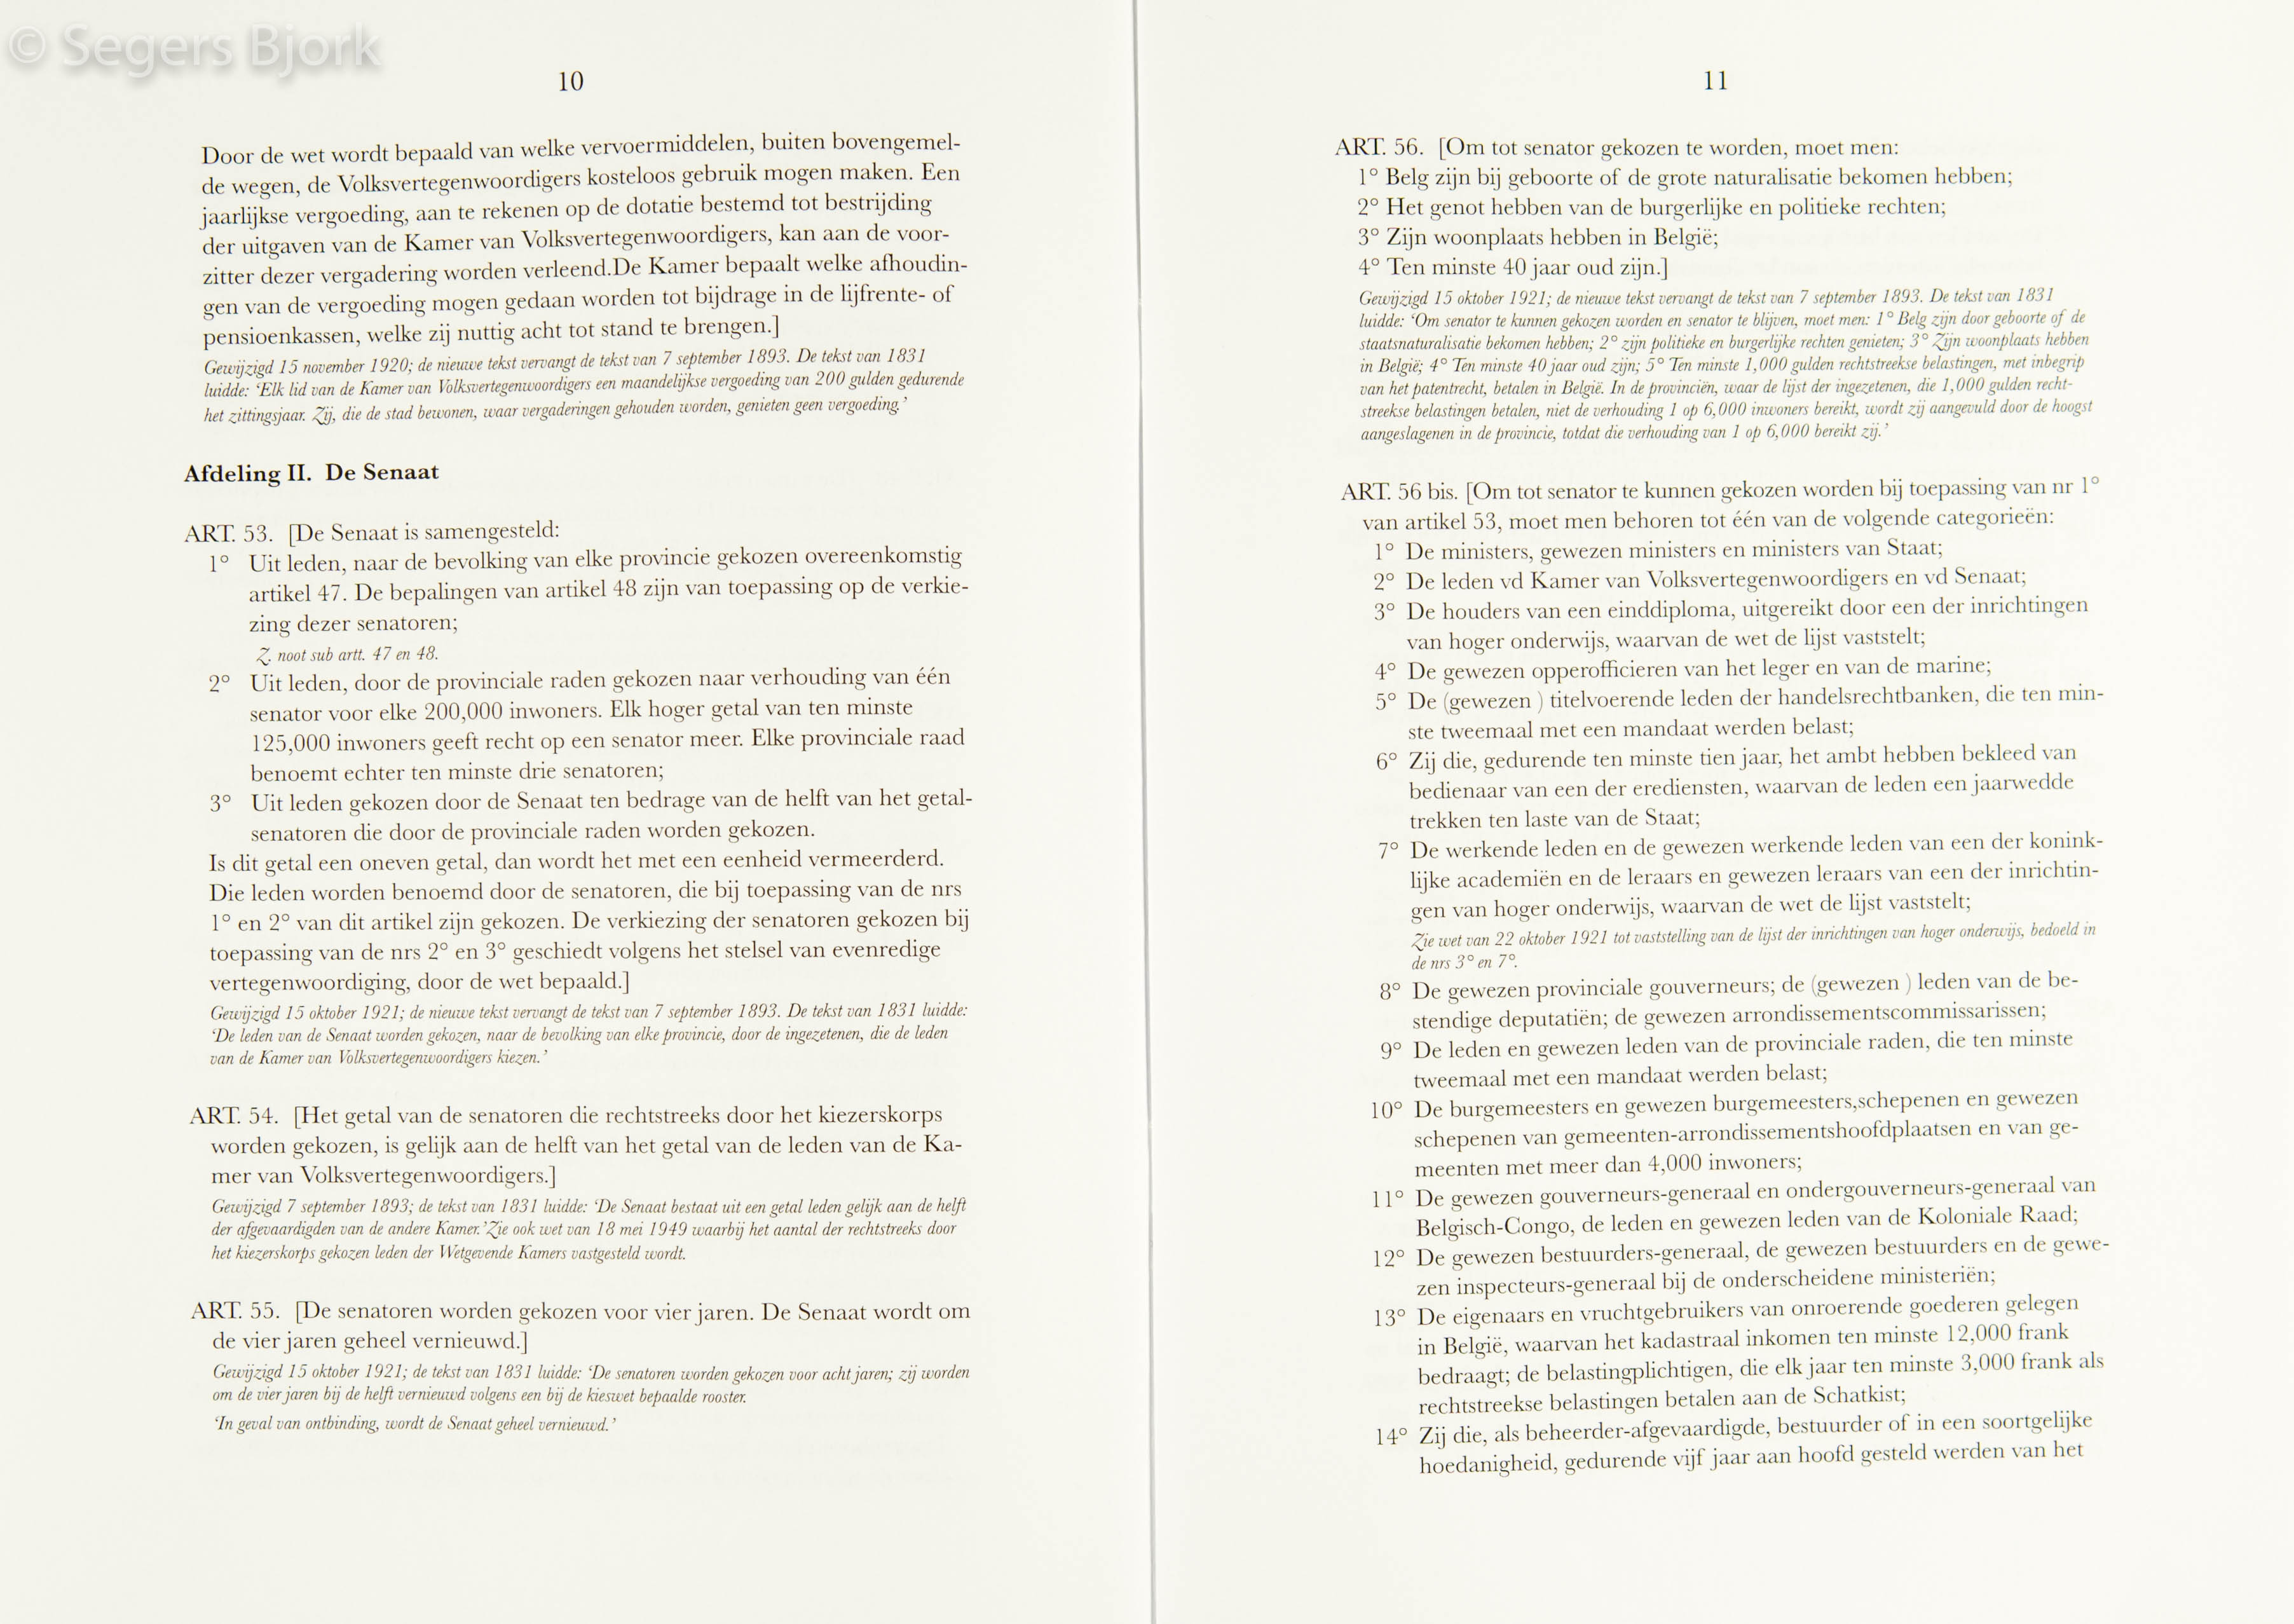 © Segers Bjork
10
Door de wet wordt bepaald van welke vervoermiddelen, buiten bovengemel-
de wegen, de Volksvertegenwoordigers kosteloos gebruik mogen maken. Een
jaarlijkse vergoeding, aan te rekenen op de dotatie bestemd tot bestrijding
der uitgaven van de Kamer van Volksvertegenwoordigers, kan aan de voor-
zitter dezer vergadering worden verleend.De Kamer bepaalt welke afhoudin-
gen van de vergoeding mogen gedaan worden tot bijdrage in de lijfrente- of
pensioenkassen, welke zij nuttig acht tot stand te brengen.]
Gewijzigd 15 november 1920; de nieuwe tekst vervangt de tekst van 7 september 1893. De tekst van 1831
luidde: ‘Elk lid van de Kamer van Volksvertegenwoordigers een maandelijkse vergoeding van 200 gulden gedurende
het zittingsjaar. Zij, die de stad bewonen, waar vergaderingen gehouden worden, genieten geen vergoeding.’
Afdeling II. De Senaat
ART. 53. [De Senaat is samengesteld:
1° Uit leden, naar de bevolking van elke provincie gekozen overeenkomstig
artikel 47. De bepalingen van artikel 48 zijn van toepassing op de verkie-
zing dezer senatoren;
Z. noot sub artt. 47 en 48.
2° Uit leden, door de provinciale raden gekozen naar verhouding van één
senator voor elke 200,000 inwoners. Elk hoger getal van ten minste
125,000 inwoners geeft recht op een senator meer. Elke provinciale raad
benoemt echter ten minste drie senatoren;
3° Uit leden gekozen door de Senaat ten bedrage van de helft van het getal-
senatoren die door de provinciale raden worden gekozen.
Is dit getal een oneven getal, dan wordt het met een eenheid vermeerderd.
Die leden worden benoemd door de senatoren, die bij toepassing van de nrs
1° en 2° van dit artikel zijn gekozen. De verkiezing der senatoren gekozen bij
toepassing van de nrs 2° en 3° geschiedt volgens het stelsel van evenredige
vertegenwoordiging, door de wet bepaald.]
Gewijzigd 15 oktober 1921; de nieuwe tekst vervangt de tekst van 7 september 1893. De tekst van 1831 luidde:
‘De leden van de Senaat worden gekozen, naar de bevolking van elke provincie, door de ingezetenen, die de leden
van de Kamer van Volksvertegenwoordigers kiezen.’
ART. 54. [Het getal van de senatoren die rechtstreeks door het kiezerskorps
worden gekozen, is gelijk aan de helft van het getal van de leden van de Ka-
mer van Volksvertegenwoordigers.]
Gewijzigd 7 september 1893; de tekst van 1831 luidde: ‘De Senaat bestaat uit een getal leden gelijk aan de helft
der afgevaardigden van de andere Kamer.’Zie ook wet van 18 mei 1949 waarbij het aantal der rechtstreeks door
het kiezerskorps gekozen leden der Wetgevende Kamers vastgesteld wordt.
ART. 55. [De senatoren worden gekozen voor vier jaren. De Senaat wordt om
de vier jaren geheel vernieuwd.]
Gewijzigd 15 oktober 1921; de tekst van 1831 luidde: ‘De senatoren worden gekozen voor acht jaren; zij worden
om de vier jaren bij de helft vernieuwd volgens een bij de kieswet bepaalde rooster.
‘In geval van ontbinding, wordt de Senaat geheel vernieuwd.’
11
ART. 56. [Om tot senator gekozen te worden, moet men:
1° Belg zijn bij geboorte of de grote naturalisatie bekomen hebben;
2° Het genot hebben van de burgerlijke en politieke rechten;
3° Zijn woonplaats hebben in België;
4° Ten minste 40 jaar oud zijn.]
Gewijzigd 15 oktober 1921; de nieuwe tekst vervangt de tekst van 7 september 1893. De tekst van 1831
luidde: ‘Om senator te kunnen gekozen worden en senator te blijven, moet men: 1° Belg zijn door geboorte of de
staatsnaturalisatie bekomen hebben; 2° zijn politieke en burgerlijke rechten genieten; 3° Zijn woonplaats hebben
in België; 4° Ten minste 40 jaar oud zijn; 5° Ten minste 1,000 gulden rechtstreekse belastingen, met inbegrip
van het patentrecht, betalen in België. In de provinciën, waar de lijst der ingezetenen, die 1,000 gulden recht-
streekse belastingen betalen, niet de verhouding 1 op 6,000 inwoners bereikt, wordt zij aangevuld door de hoogst
aangeslagenen in de provincie, totdat die verhouding van 1 op 6,000 bereikt zij.’
ART. 56 bis. [Om tot senator te kunnen gekozen worden bij toepassing van nr 1°
van artikel 53, moet men behoren tot één van de volgende categorieën:
1° De ministers, gewezen ministers en ministers van Staat;
2° De leden vd Kamer van Volksvertegenwoordigers en vd Senaat;
3° De houders van een einddiploma, uitgereikt door een der inrichtingen
van hoger onderwijs, waarvan de wet de lijst vaststelt;
4° De gewezen opperofficieren van het leger en van de marine;
5° De (gewezen ) titelvoerende leden der handelsrechtbanken, die ten min-
ste tweemaal met een mandaat werden belast;
6° Zij die, gedurende ten minste tien jaar, het ambt hebben bekleed van
bedienaar van een der erediensten, waarvan de leden een jaarwedde
trekken ten laste van de Staat;
7° De werkende leden en de gewezen werkende leden van een der konink-
lijke academiën en de leraars en gewezen leraars van een der inrichtin-
gen van hoger onderwijs, waarvan de wet de lijst vaststelt;
Zie wet van 22 oktober 1921 tot vaststelling van de lijst der inrichtingen van hoger onderwijs, bedoeld in
de nrs 3° en 7°.
8° De gewezen provinciale gouverneurs; de (gewezen ) leden van de be-
stendige deputatiën; de gewezen arrondissementscommissarissen;
9° De leden en gewezen leden van de provinciale raden, die ten minste
tweemaal met een mandaat werden belast;
10° De burgemeesters en gewezen burgemeesters,schepenen en gewezen
schepenen van gemeenten-arrondissementshoofdplaatsen en van ge-
meenten met meer dan 4,000 inwoners;
11° De gewezen gouverneurs-generaal en ondergouverneurs-generaal van
Belgisch-Congo, de leden en gewezen leden van de Koloniale Raad;
12° De gewezen bestuurders-generaal, de gewezen bestuurders en de gewe-
zen inspecteurs-generaal bij de onderscheidene ministeriën;
13° De eigenaars en vruchtgebruikers van onroerende goederen gelegen
in België, waarvan het kadastraal inkomen ten minste 12,000 frank
bedraagt; de belastingplichtigen, die elk jaar ten minste 3,000 frank als
rechtstreekse belastingen betalen aan de Schatkist;
14° Zij die, als beheerder-afgevaardigde, bestuurder of in een soortgelijke
hoedanigheid, gedurende vijf jaar aan hoofd gesteld werden van het